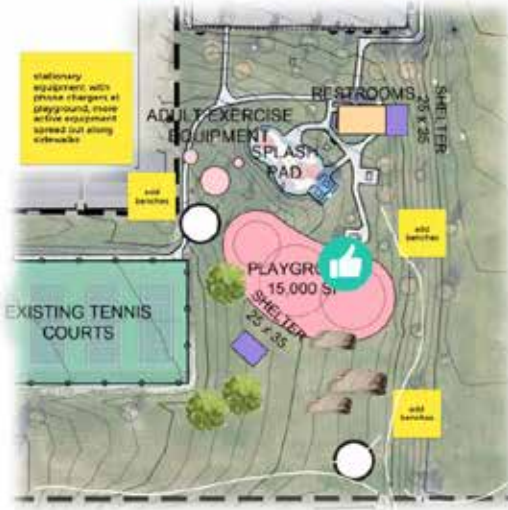 stationary
equipment with
phone chargers at
playground, more
active equipment
spread out along
sidewalks
RESTROOMS
SHELTER
25 x 35
ADULT EXERCISE
EQUIPMENT
SPLASH
PAD
add
benches
add
benches
PLAYGRO
15,000 SF
SHELTER
25 x 35
EXISTING TENNIS
COURTS
add
benches